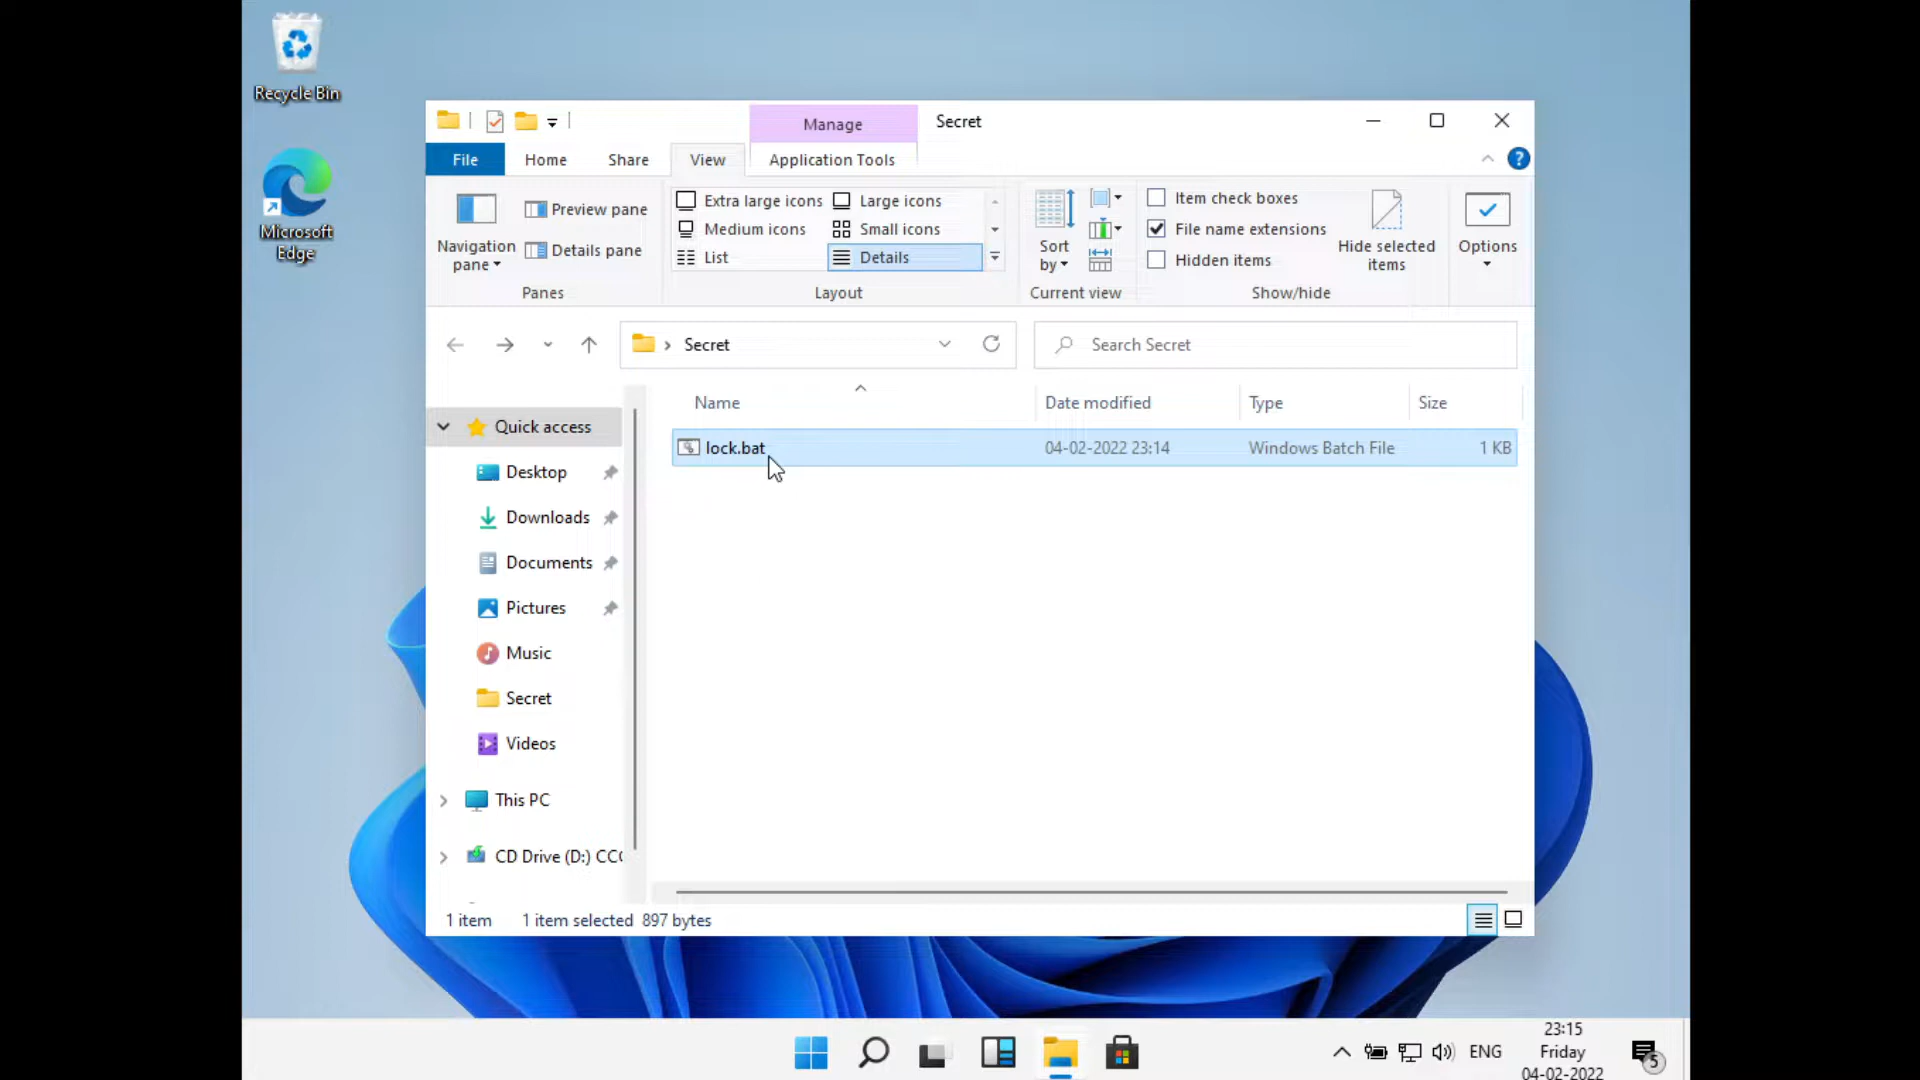 Recycle Bin
Microsoft
Edge
Manage
Secret
File
Home
Share
View
Application Tools
Navigation
pane
Preview pane
Details pane
Panes
Extra large icons
Large icons
Medium icons
Small icons
List
Details
Layout
Sort
by
Current view
Item check boxes
File name extensions
Hidden items
Hide selected
items
Show/hide
Options
Secret
Search Secret
Name
Date modified
Type
Size
lock.bat
04-02-2022 23:14
Windows Batch File
1 KB
Quick access
Desktop
Downloads
Documents
Pictures
Music
Secret
Videos
This PC
CD Drive (D:) CC
1 item
1 item selected 897 bytes
ENG
23:15
Friday
04-02-2022
5